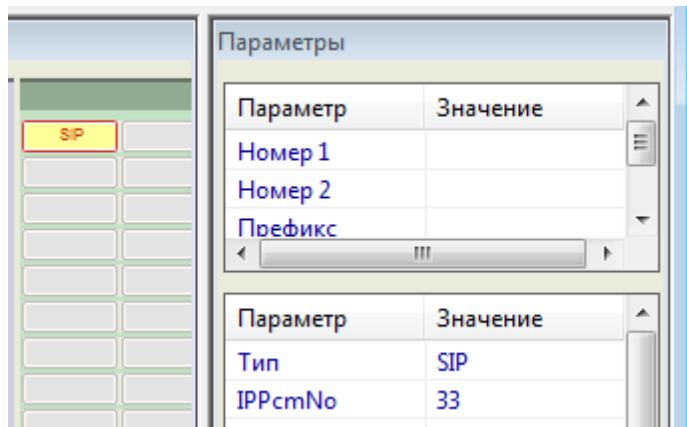 Параметры
Параметр Значение
SIP
Номер 1
Номер 2
Префикс
Параметр Значение
Тип SIP
IPPcmNo 33